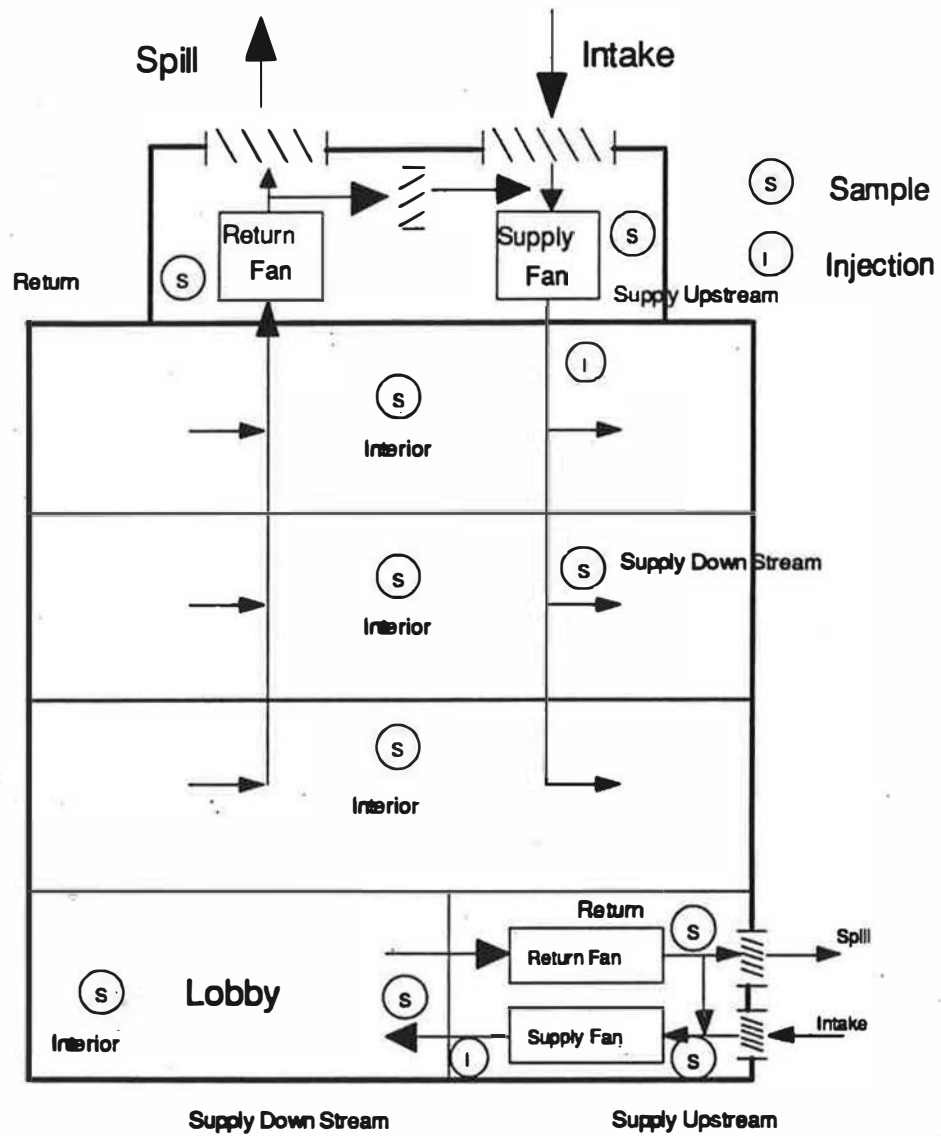 Spill
Intake
S Sample
Return Fan
Supply Fan
S
S
I Injection
Return
Supply Upstream
I
S
Interior
S
S
Supply Down Stream
Interior
S
Interior
Return
S
Return Fan
Spill
S
Lobby
S
Interior
Supply Fan
Intake
I
S
Supply Down Stream
Supply Upstream